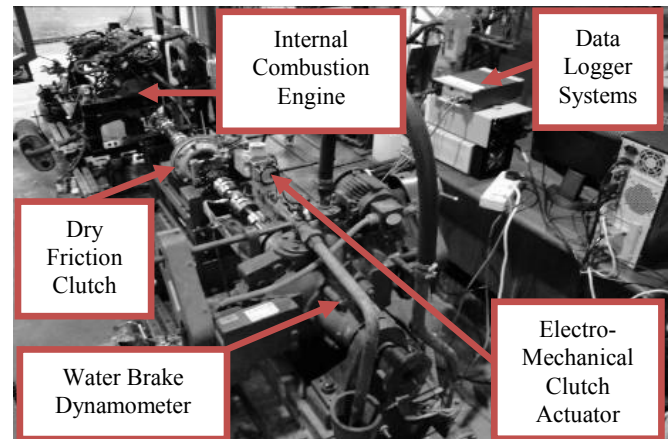 Internal
Combustion
Engine
Data
Logger
Systems
Dry
Friction
Clutch
Water Brake
Dynamometer
Electro-
Mechanical
Clutch
Actuator